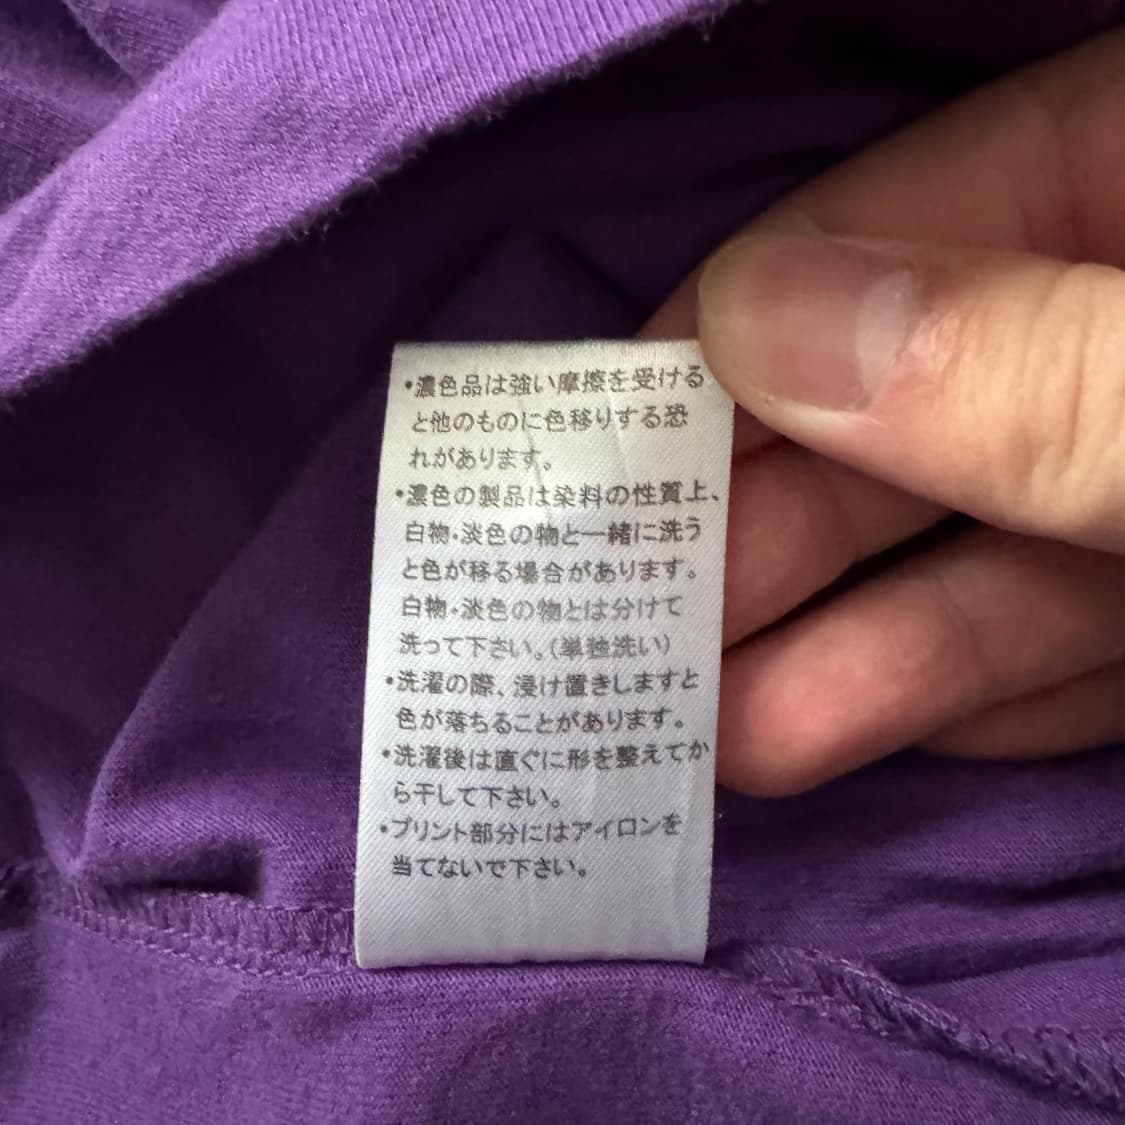 •濃色品は強い摩擦を受ける
と他のものに色移りする恐
れがあります。
•濃色の製品は染料の性質上、
白物・淡色の物と一緒に洗う
と色が移る場合があります。
白物・淡色の物とは分けて
洗って下さい。(単独洗い)
•洗濯の際、浸け置きしますと
色が落ちることがあります。
•洗濯後は直ぐに形を整えてか
ら干して下さい。
•プリント部分にはアイロンを
当てないで下さい。